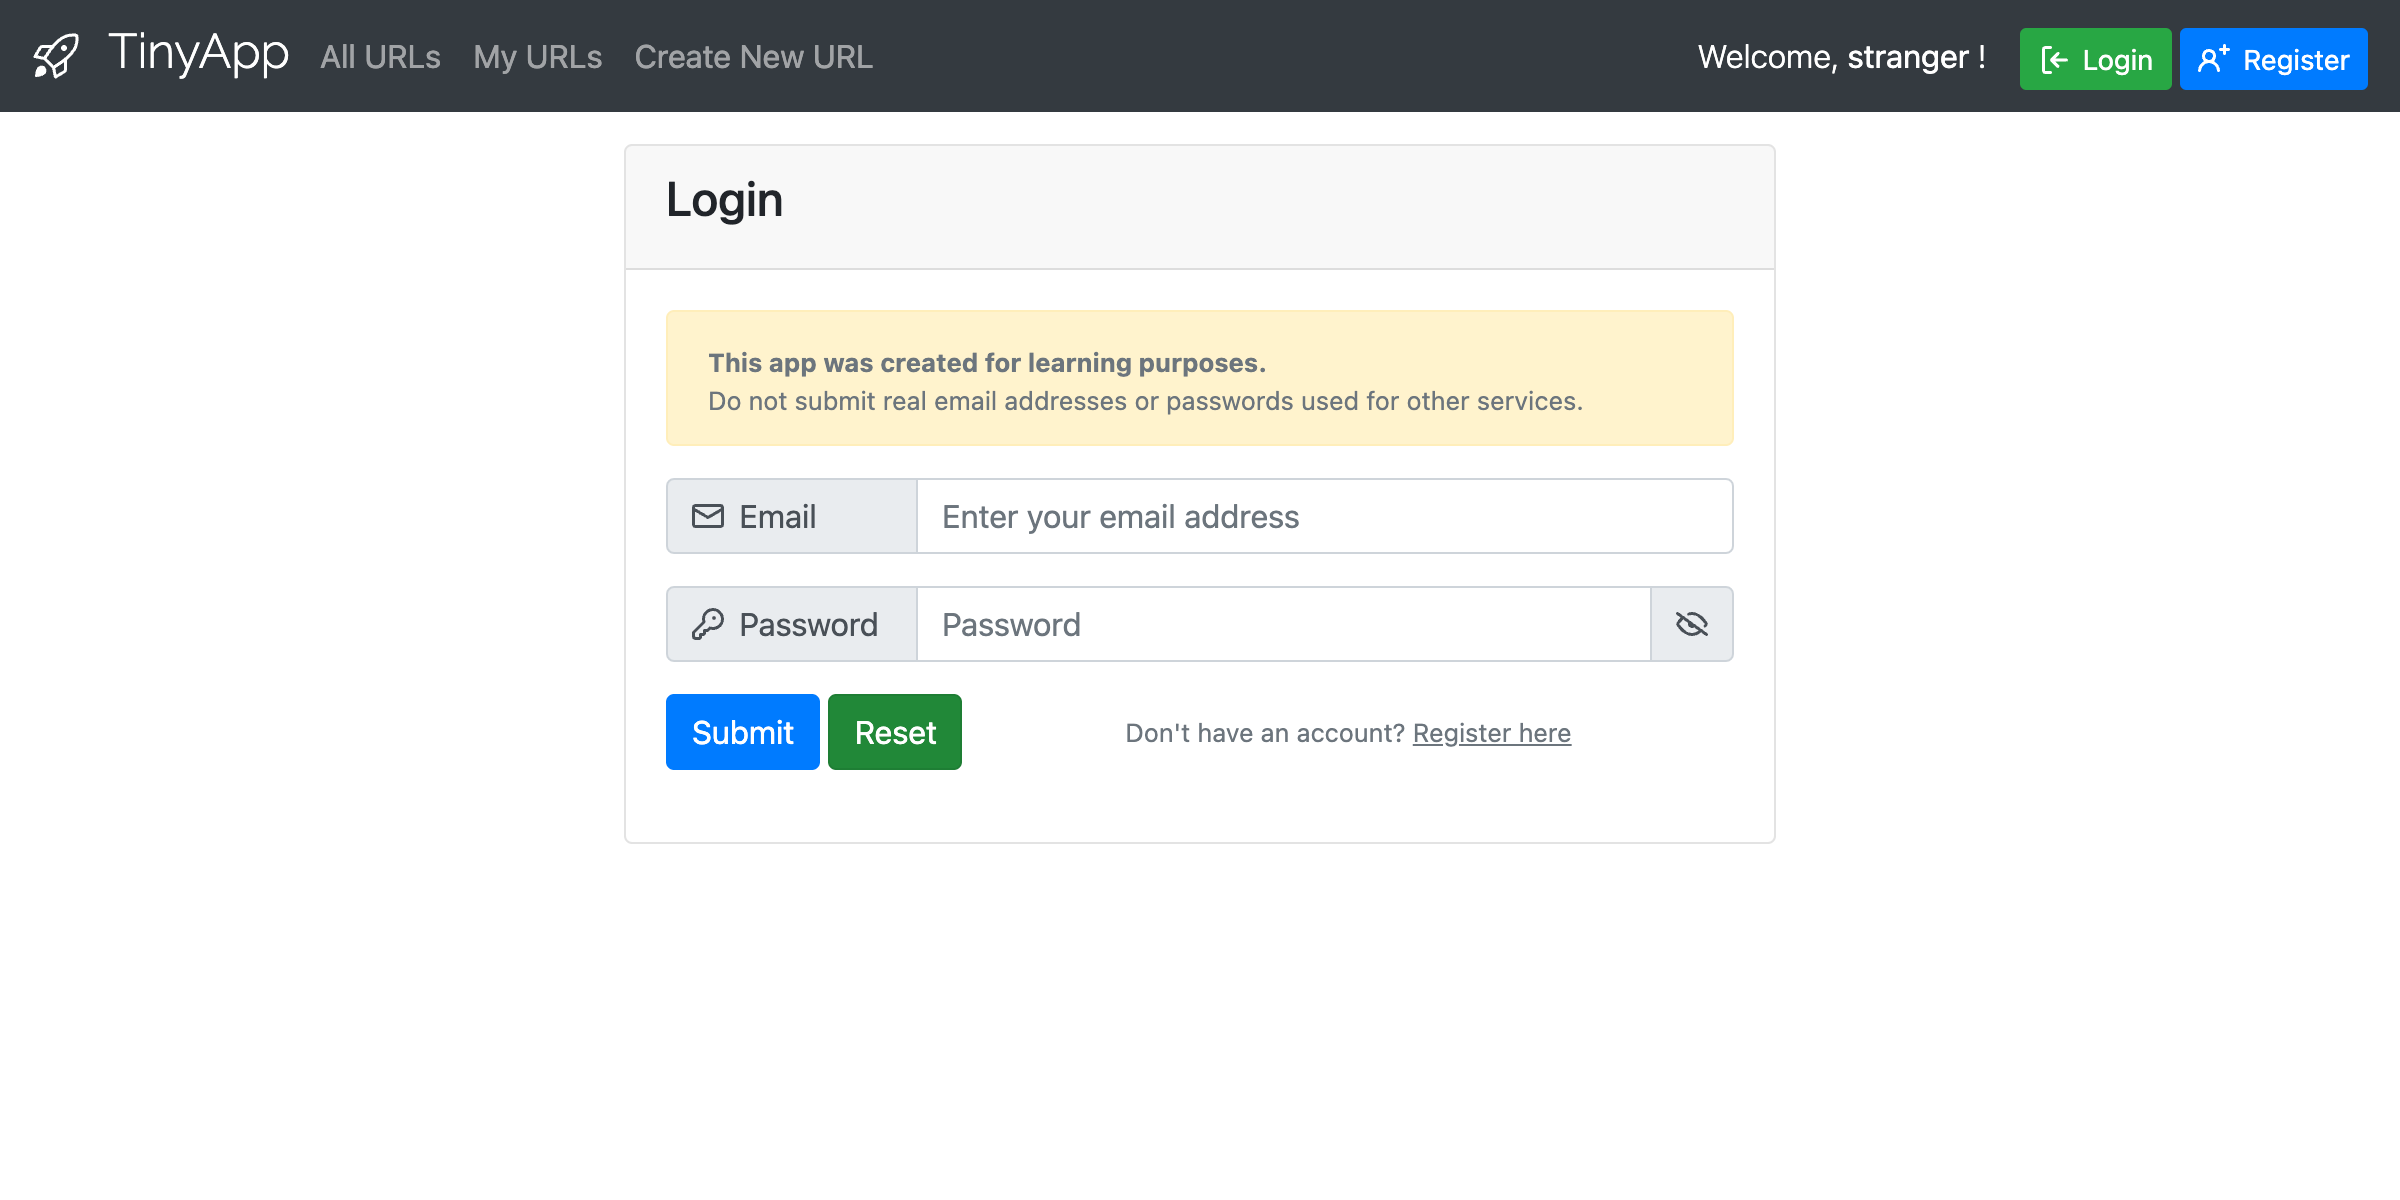 TinyApp All URLs My URLs Create New URL Welcome, stranger ! Login Register
Login
This app was created for learning purposes.
Do not submit real email addresses or passwords used for other services.
Email Enter your email address
Password Password
Submit Reset Don't have an account? Register here